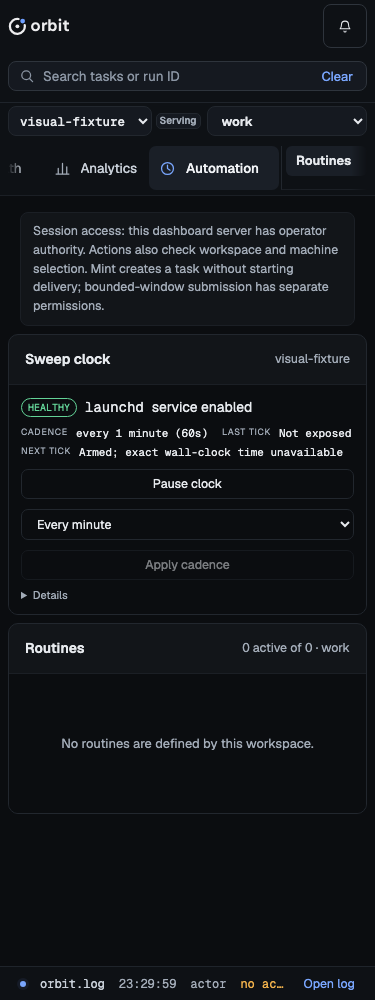 orbit
Search tasks or run ID Clear
visual-fixture Serving work
th Analytics Automation Routines
Session access: this dashboard server has operator
authority. Actions also check workspace and machine
selection. Mint creates a task without starting
delivery; bounded-window submission has separate
permissions.
Sweep clock visual-fixture
HEALTHY launchd service enabled
CADENCE every 1 minute (60s) LAST TICK Not exposed
NEXT TICK Armed; exact wall-clock time unavailable
Pause clock
Every minute
Apply cadence
Details
Routines 0 active of 0 · work
No routines are defined by this workspace.
orbit.log 23:29:59 actor no ac… Open log